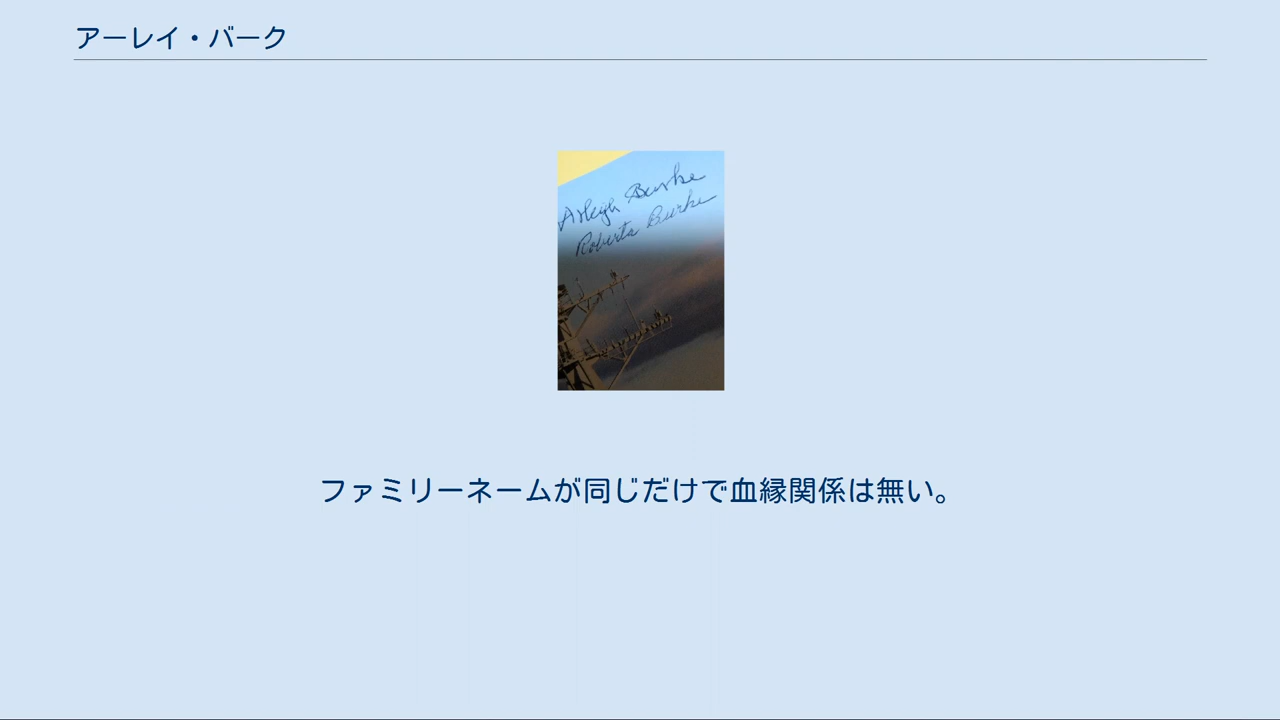 アーレイ・バーク
Arleigh Burke
Roberta Burke
ファミリーネームが同じだけで血縁関係は無い。